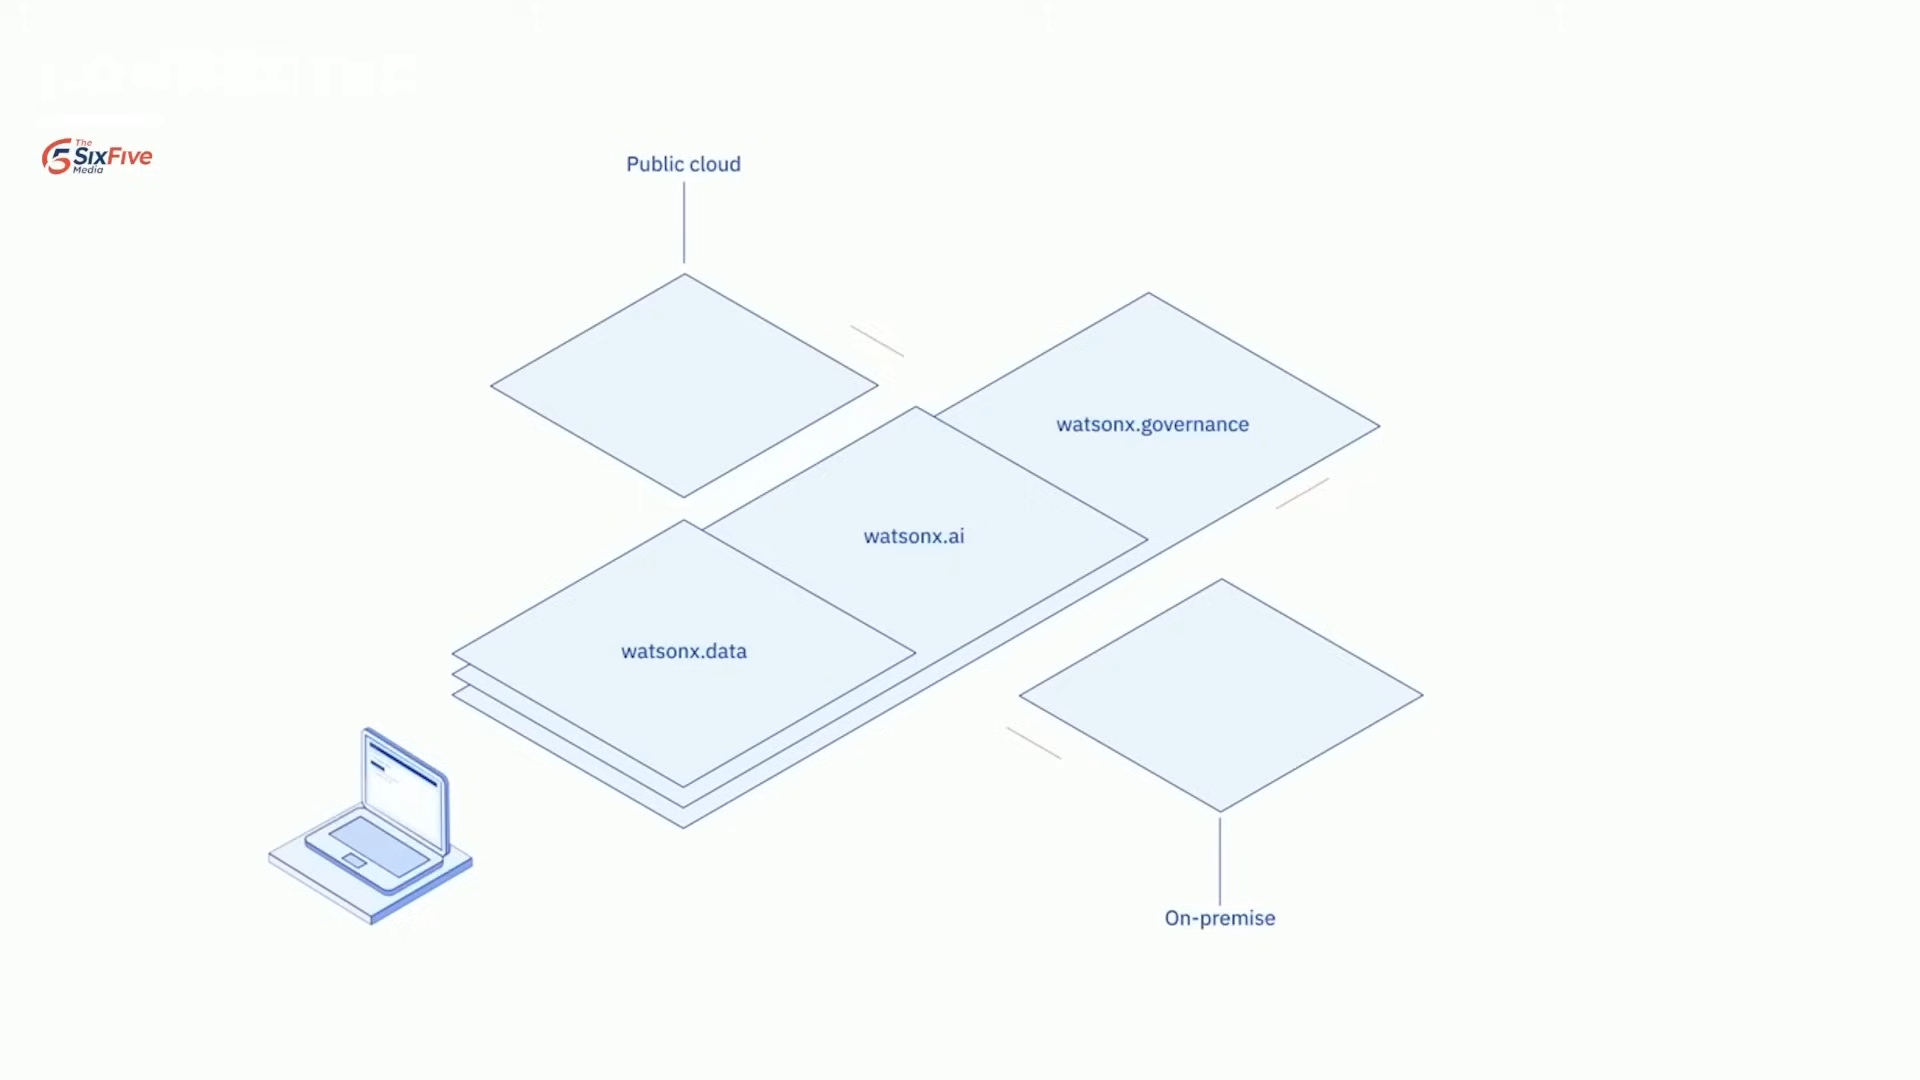 The
SixFive
Media
Public cloud
watsonx.governance
watsonx.ai
watsonx.data
On-premise